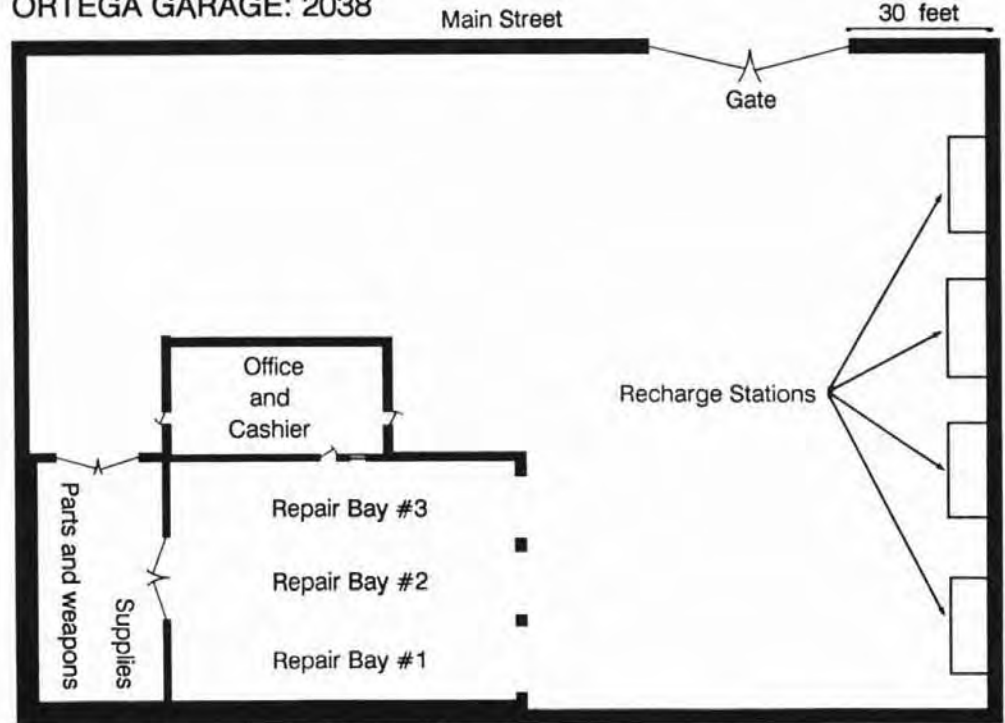 ORTEGA GARAGE: 2038
Main Street
30 feet
Gate
Office
and
Cashier
Recharge Stations
Parts and weapons
Supplies
Repair Bay #3
Repair Bay #2
Repair Bay #1